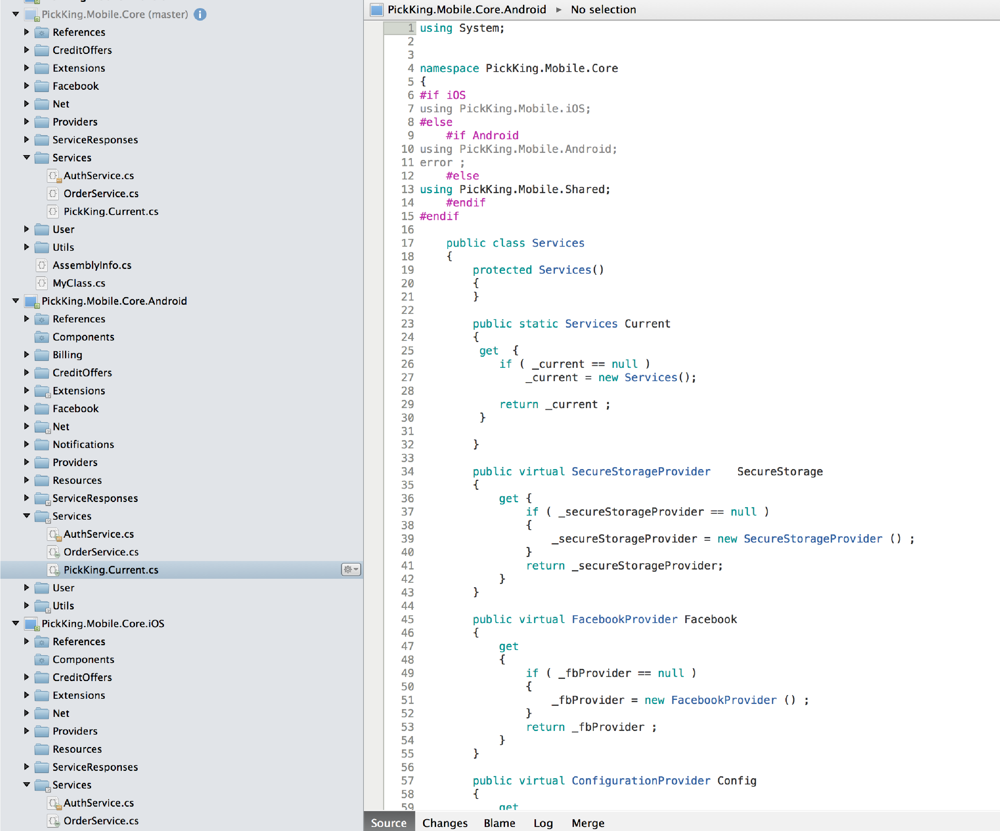 PickKing.Mobile.Core (master)
References
CreditOffers
Extensions
Facebook
Net
Providers
ServiceResponses
Services
AuthService.cs
OrderService.cs
PickKing.Current.cs
User
Utils
AssemblyInfo.cs
MyClass.cs
PickKing.Mobile.Core.Android
References
Components
Billing
CreditOffers
Extensions
Facebook
Net
Notifications
Providers
Resources
ServiceResponses
Services
AuthService.cs
OrderService.cs
PickKing.Current.cs
User
Utils
PickKing.Mobile.Core.iOS
References
Components
CreditOffers
Extensions
Net
Providers
Resources
ServiceResponses
Services
AuthService.cs
OrderService.cs
PickKing.Mobile.Core.Android ▸ No selection
1 using System;
2
3
4 namespace PickKing.Mobile.Core
5 {
6 #if iOS
7 using PickKing.Mobile.iOS;
8 #else
9 #if Android
10 using PickKing.Mobile.Android;
11 error ;
12 #else
13 using PickKing.Mobile.Shared;
14 #endif
15 #endif
16
17 public class Services
18 {
19 protected Services()
20 {
21 }
22
23 public static Services Current
24 {
25 get {
26 if ( _current == null )
27 _current = new Services();
28
29 return _current ;
30 }
31
32 }
33
34 public virtual SecureStorageProvider SecureStorage
35 {
36 get {
37 if ( _secureStorageProvider == null )
38 {
39 _secureStorageProvider = new SecureStorageProvider () ;
40 }
41 return _secureStorageProvider;
42 }
43 }
44
45 public virtual FacebookProvider Facebook
46 {
47 get
48 {
49 if ( _fbProvider == null )
50 {
51 _fbProvider = new FacebookProvider () ;
52 }
53 return _fbProvider ;
54 }
55 }
56
57 public virtual ConfigurationProvider Config
58 {
59 get
Source Changes Blame Log Merge